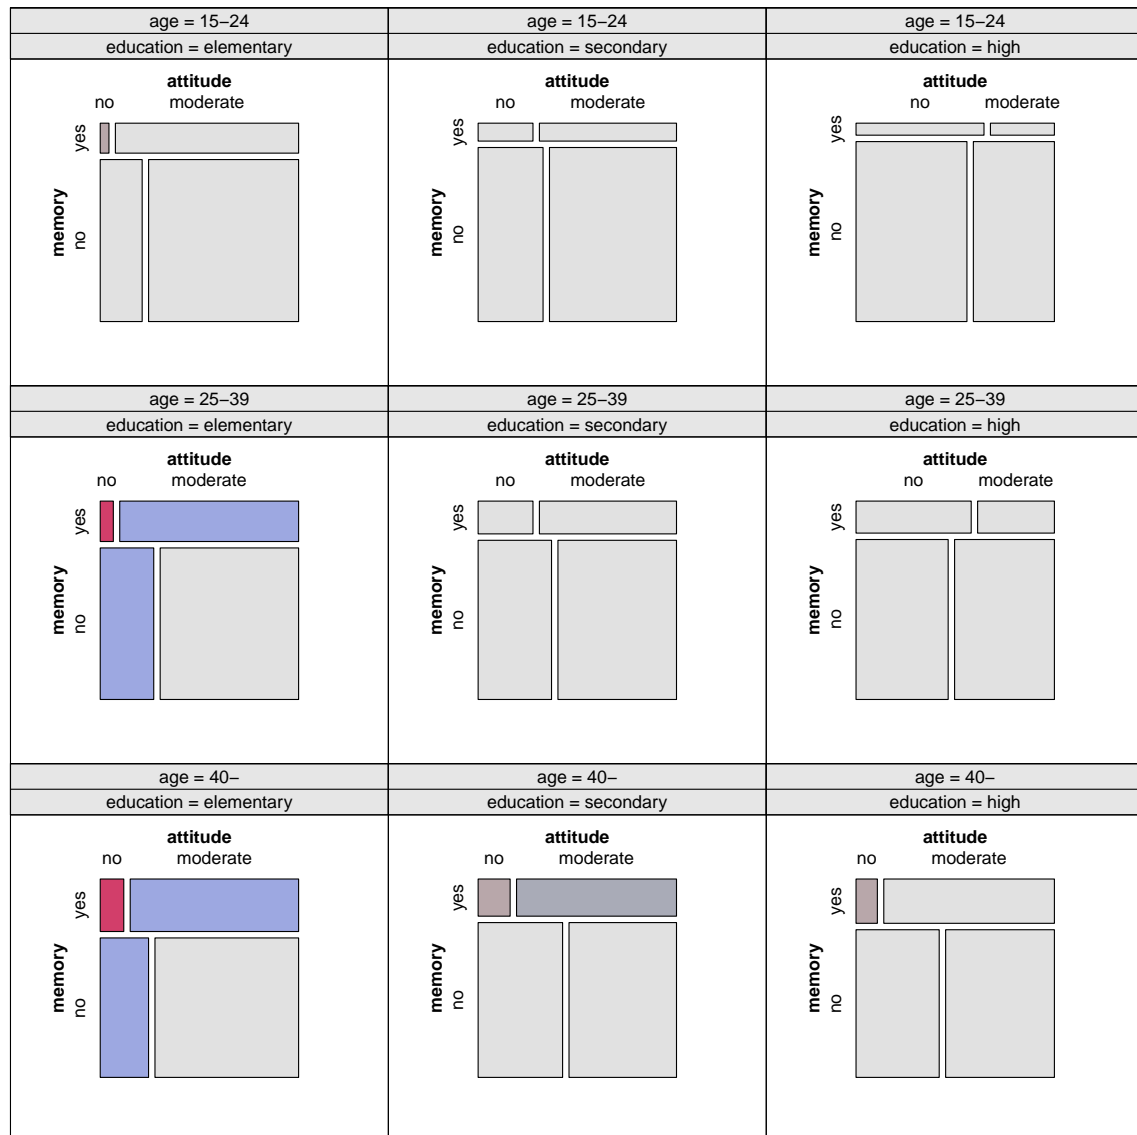 age = 15−24
education = elementary
attitude
no moderate
memory
yes
no
age = 15−24
education = secondary
attitude
no moderate
memory
yes
no
age = 15−24
education = high
attitude
no moderate
memory
yes
no
age = 25−39
education = elementary
attitude
no moderate
memory
yes
no
age = 25−39
education = secondary
attitude
no moderate
memory
yes
no
age = 25−39
education = high
attitude
no moderate
memory
yes
no
age = 40−
education = elementary
attitude
no moderate
memory
yes
no
age = 40−
education = secondary
attitude
no moderate
memory
yes
no
age = 40−
education = high
attitude
no moderate
memory
yes
no